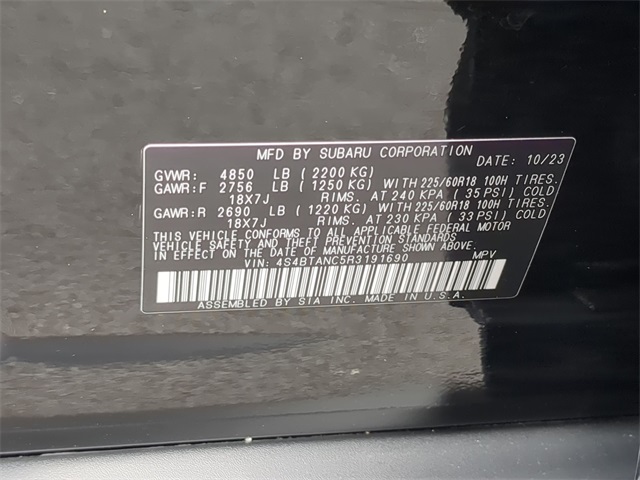 MFD BY SUBARU CORPORATION
DATE: 10/23
GVWR: 4850 LB (2200 KG)
GAWR:F 2756 LB (1250 KG) WITH 225/60R18 100H TIRES.
18X7J RIMS. AT 240 KPA (35 PSI) COLD
GAWR:R 2690 LB (1220 KG) WITH 225/60R18 100H TIRES.
18X7J RIMS. AT 230 KPA (33 PSI) COLD
THIS VEHICLE CONFORMS TO ALL APPLICABLE FEDERAL MOTOR
VEHICLE SAFETY AND THEFT PREVENTION STANDARDS
IN EFFECT ON THE DATE OF MANUFACTURE SHOWN ABOVE.
VIN: 4S4BTANC5R3191690 MPV
ASSEMBLED BY SIA INC. MADE IN U.S.A.